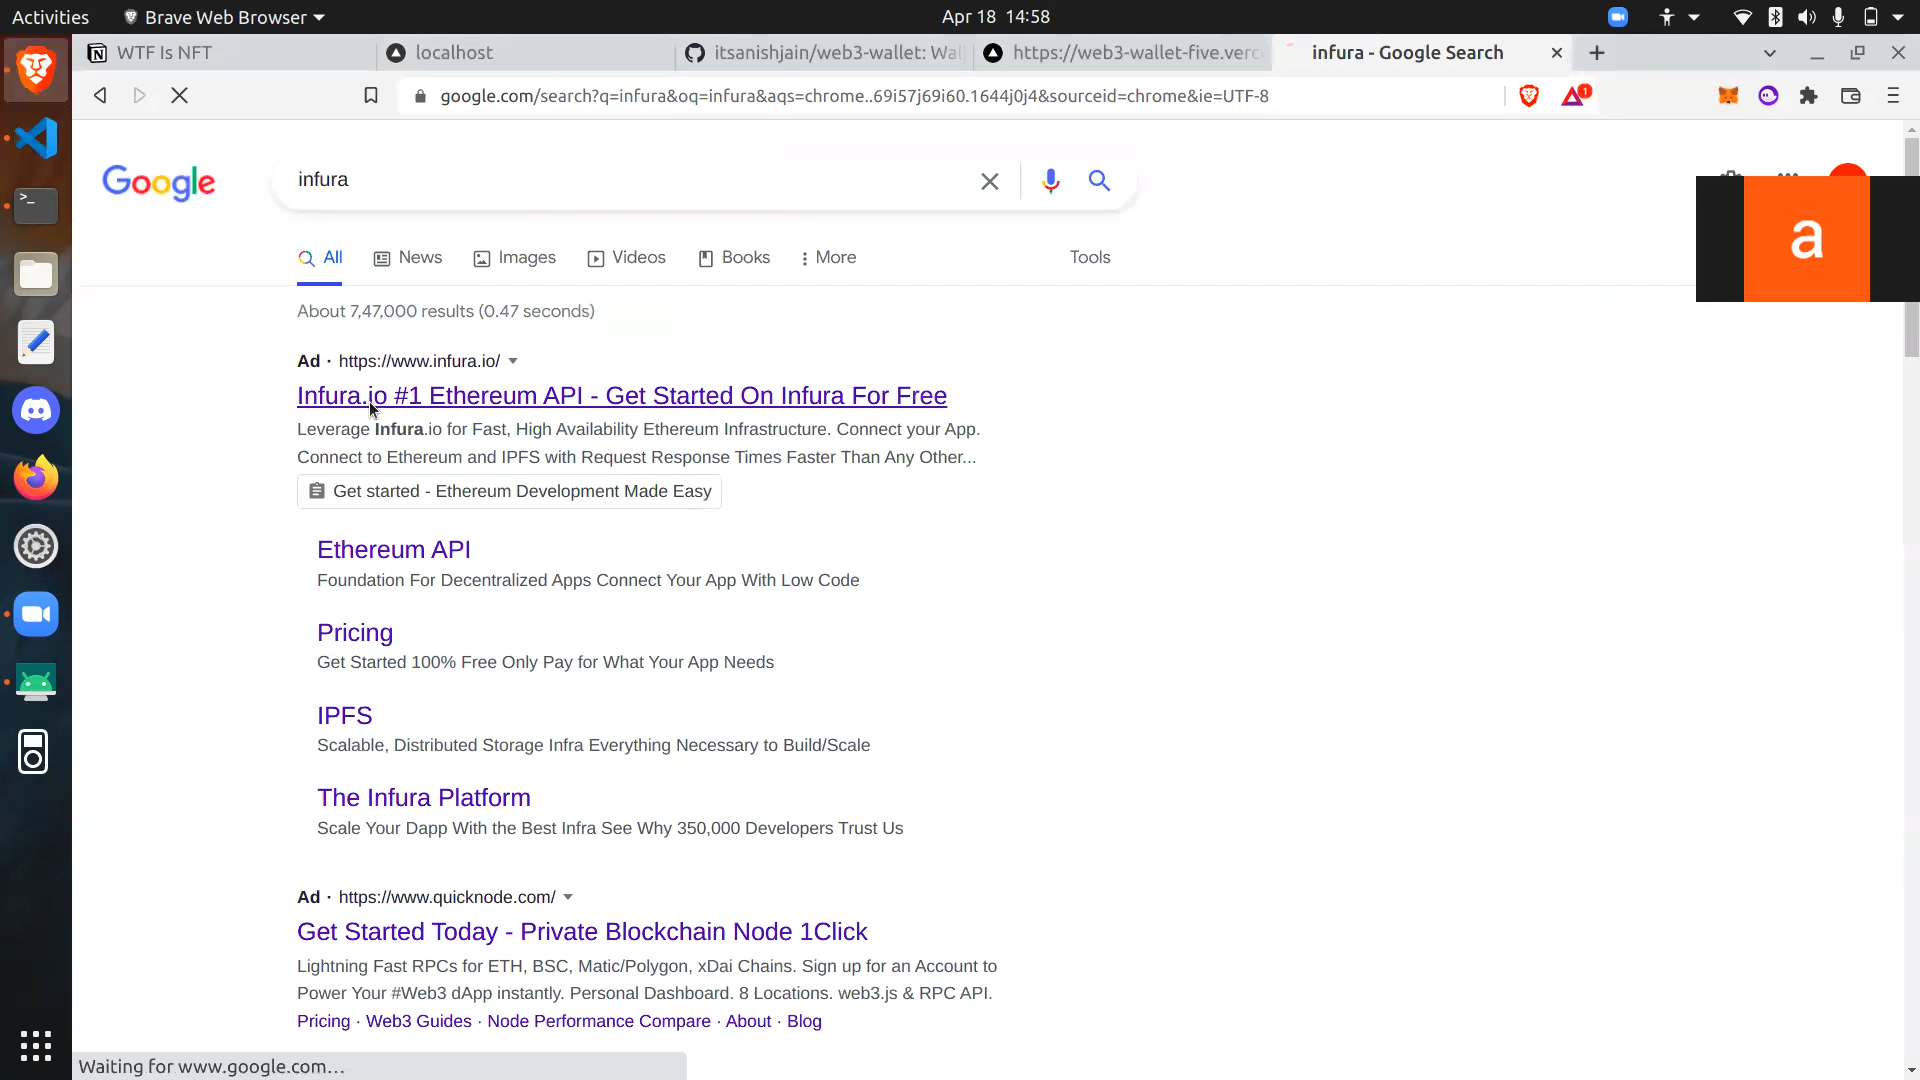 Activities
Brave Web Browser
Apr 18 14:58
WTF Is NFT
localhost
itsanishjain/web3-wallet: Wal
https://web3-wallet-five.verc
infura - Google Search
google.com/search?q=infura&oq=infura&aqs=chrome..69i57j69i60.1644j0j4&sourceid=chrome&ie=UTF-8
1
Google
infura
All
News
Images
Videos
Books
More
Tools
a
About 7,47,000 results (0.47 seconds)
Ad · https://www.infura.io/
Infura.io #1 Ethereum API - Get Started On Infura For Free
Leverage Infura.io for Fast, High Availability Ethereum Infrastructure. Connect your App.
Connect to Ethereum and IPFS with Request Response Times Faster Than Any Other...
Get started - Ethereum Development Made Easy
Ethereum API
Foundation For Decentralized Apps Connect Your App With Low Code
Pricing
Get Started 100% Free Only Pay for What Your App Needs
IPFS
Scalable, Distributed Storage Infra Everything Necessary to Build/Scale
The Infura Platform
Scale Your Dapp With the Best Infra See Why 350,000 Developers Trust Us
Ad · https://www.quicknode.com/
Get Started Today - Private Blockchain Node 1Click
Lightning Fast RPCs for ETH, BSC, Matic/Polygon, xDai Chains. Sign up for an Account to
Power Your #Web3 dApp instantly. Personal Dashboard. 8 Locations. web3.js & RPC API.
Pricing · Web3 Guides · Node Performance Compare · About · Blog
Waiting for www.google.com…